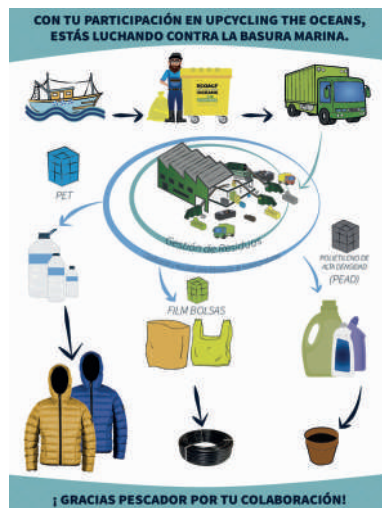 CON TU PARTICIPACIÓN EN UPCYCLING THE OCEANS,
ESTÁS LUCHANDO CONTRA LA BASURA MARINA.
ECOALF
PET
Gestión de Residuos
POLIETILENO DE
ALTA DENSIDAD
(PEAD)
FILM BOLSAS
¡ GRACIAS PESCADOR POR TU COLABORACIÓN!